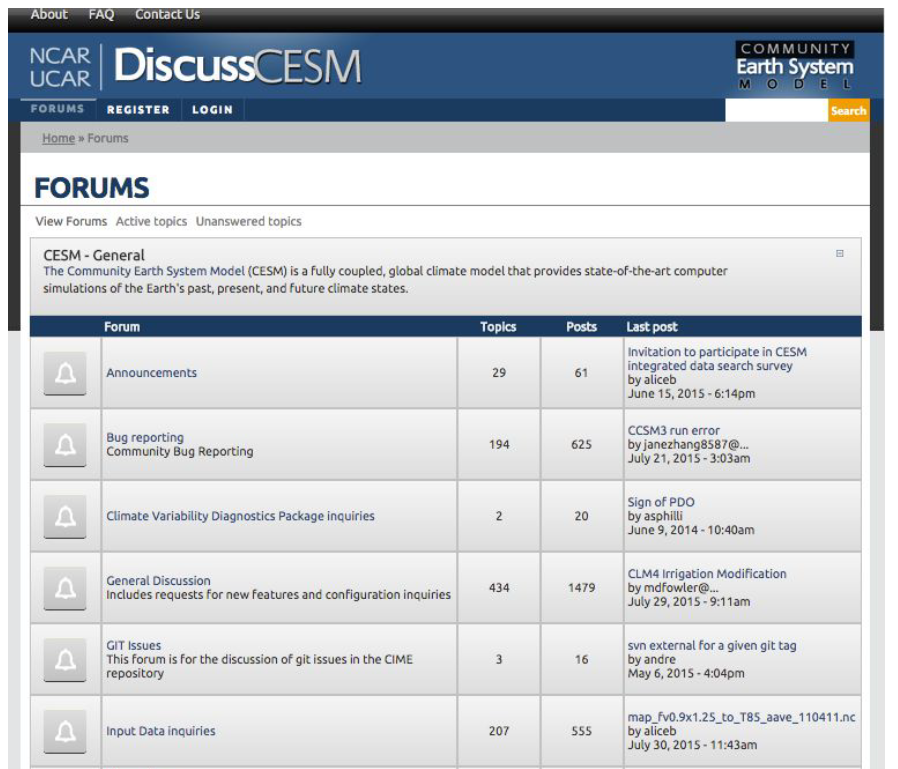 About FAQ Contact Us
NCAR
UCAR
DiscussCESM
COMMUNITY
Earth System
MODEL
FORUMS REGISTER LOGIN
Search
Home » Forums
FORUMS
View Forums Active topics Unanswered topics
CESM - General
The Community Earth System Model (CESM) is a fully coupled, global climate model that provides state-of-the-art computer
simulations of the Earth's past, present, and future climate states.
Forum Topics Posts Last post
Announcements 29 61
Invitation to participate in CESM
integrated data search survey
by aliceb
June 15, 2015 - 6:14pm
Bug reporting
Community Bug Reporting
194 625
CCSM3 run error
by janezhang8587@...
July 21, 2015 - 3:03am
Climate Variability Diagnostics Package inquiries 2 20
Sign of PDO
by asphilli
June 9, 2014 - 10:40am
General Discussion
Includes requests for new features and configuration inquiries
434 1479
CLM4 Irrigation Modification
by mdfowler@...
July 29, 2015 - 9:11am
GIT Issues
This forum is for the discussion of git issues in the CIME
repository
3 16
svn external for a given git tag
by andre
May 6, 2015 - 4:04pm
Input Data inquiries 207 555
map_fv0.9x1.25_to_T85_aave_110411.nc
by aliceb
July 30, 2015 - 11:43am